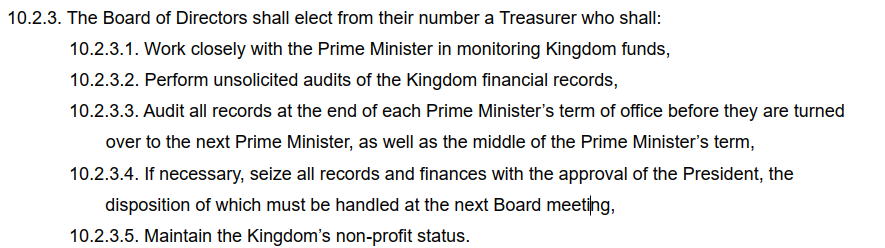 10.2.3. The Board of Directors shall elect from their number a Treasurer who shall:
10.2.3.1. Work closely with the Prime Minister in monitoring Kingdom funds,
10.2.3.2. Perform unsolicited audits of the Kingdom financial records,
10.2.3.3. Audit all records at the end of each Prime Minister’s term of office before they are turned
over to the next Prime Minister, as well as the middle of the Prime Minister’s term,
10.2.3.4. If necessary, seize all records and finances with the approval of the President, the
disposition of which must be handled at the next Board meeting,
10.2.3.5. Maintain the Kingdom’s non-profit status.